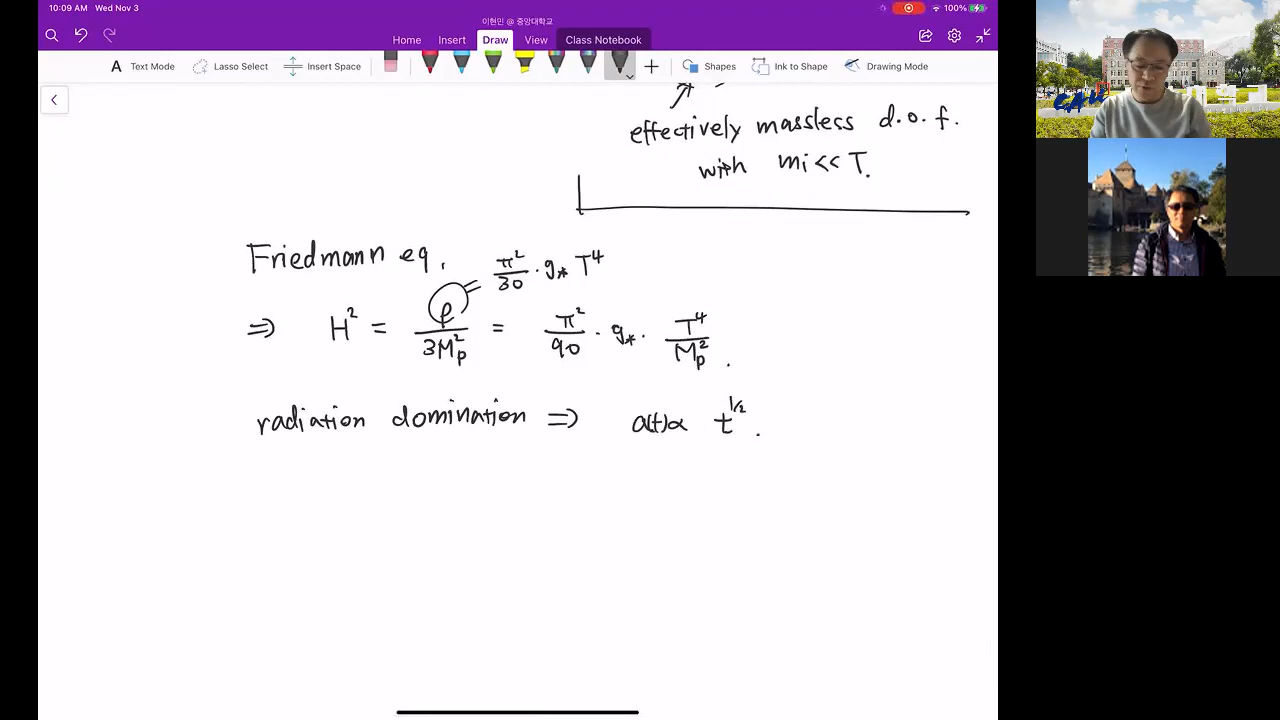 10:09 AM Wed Nov 3
100%
이현민 @ 중앙대학교
Home Insert Draw View Class Notebook
Text Mode Lasso Select Insert Space Shapes Ink to Shape Drawing Mode
CAU
effectively massless d.o.f.
with mi << T.
Friedmann eq.
= π²/30 · g* T⁴
⇒ H² = ρ/3Mp² = π²/90 · g* · T⁴/Mp² .
radiation domination ⇒ a(t) ∝ t^1/2 .